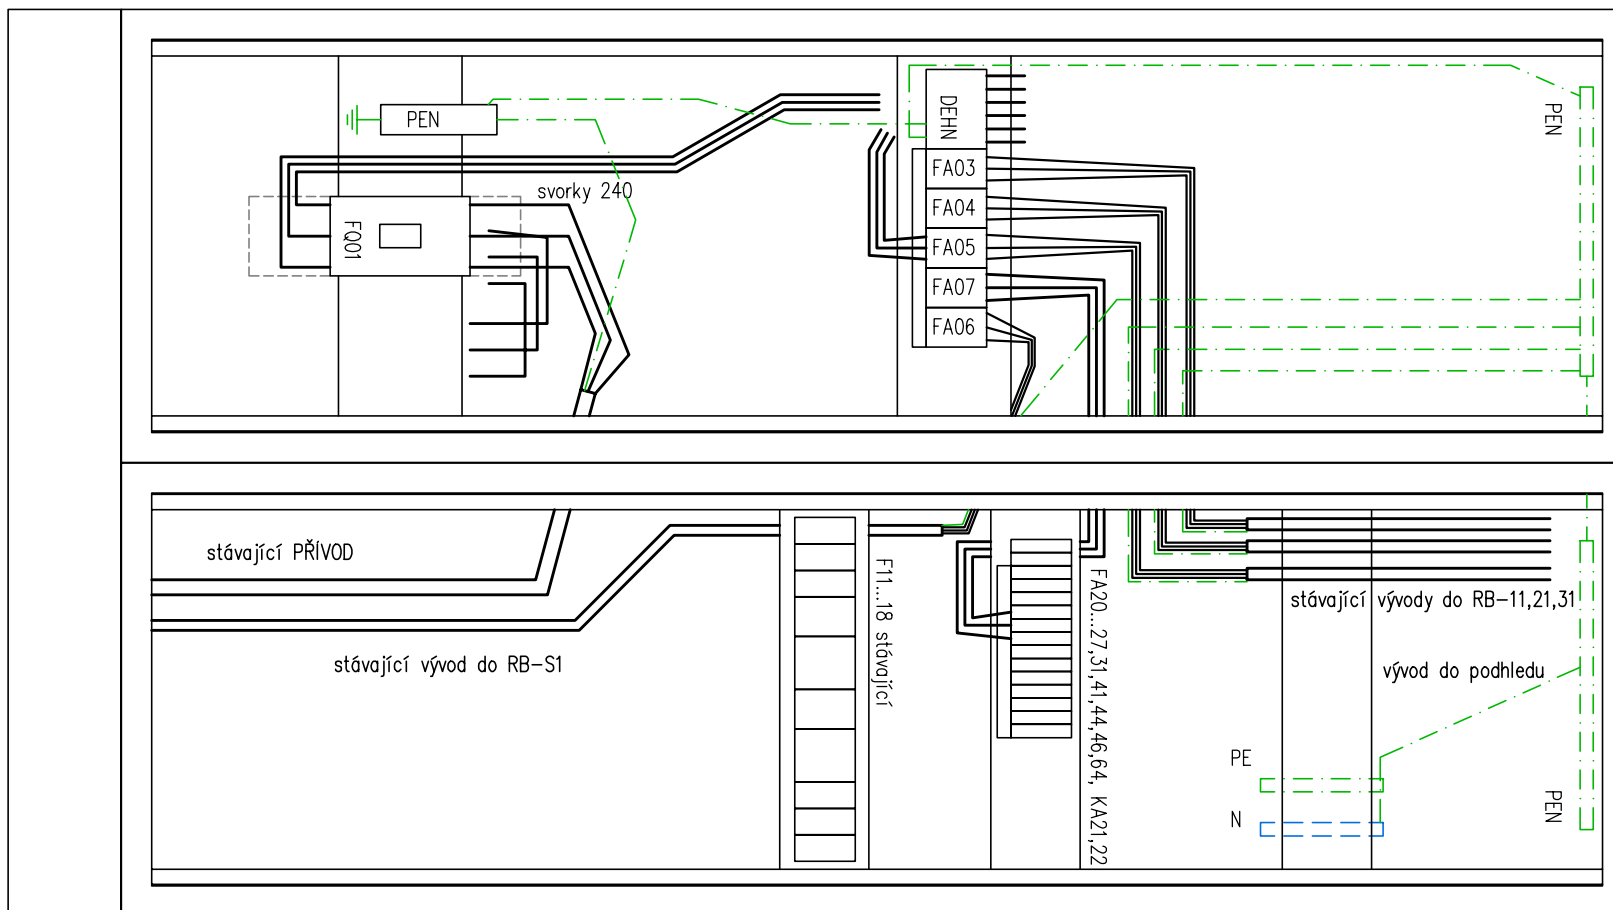 PEN
svorky 240
FQ01
DEHN
FA03
FA04
FA05
FA07
FA06
PEN
stávající PŘÍVOD
stávající vývod do RB-S1
F11...18 stávající
FA20...27,31,41,44,46,64, KA21,22
stávající vývody do RB-11,21,31
vývod do podhledu
PE
N
PEN